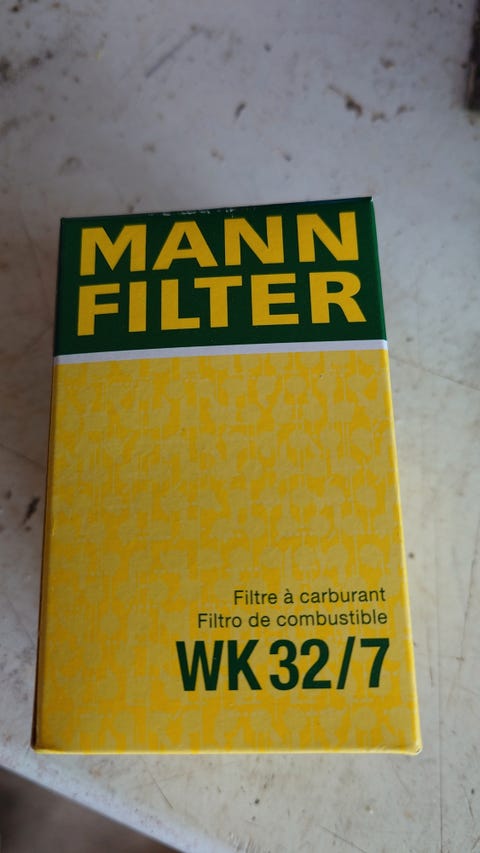 MANN
FILTER
Filtre à carburant
Filtro de combustible
WK 32/7